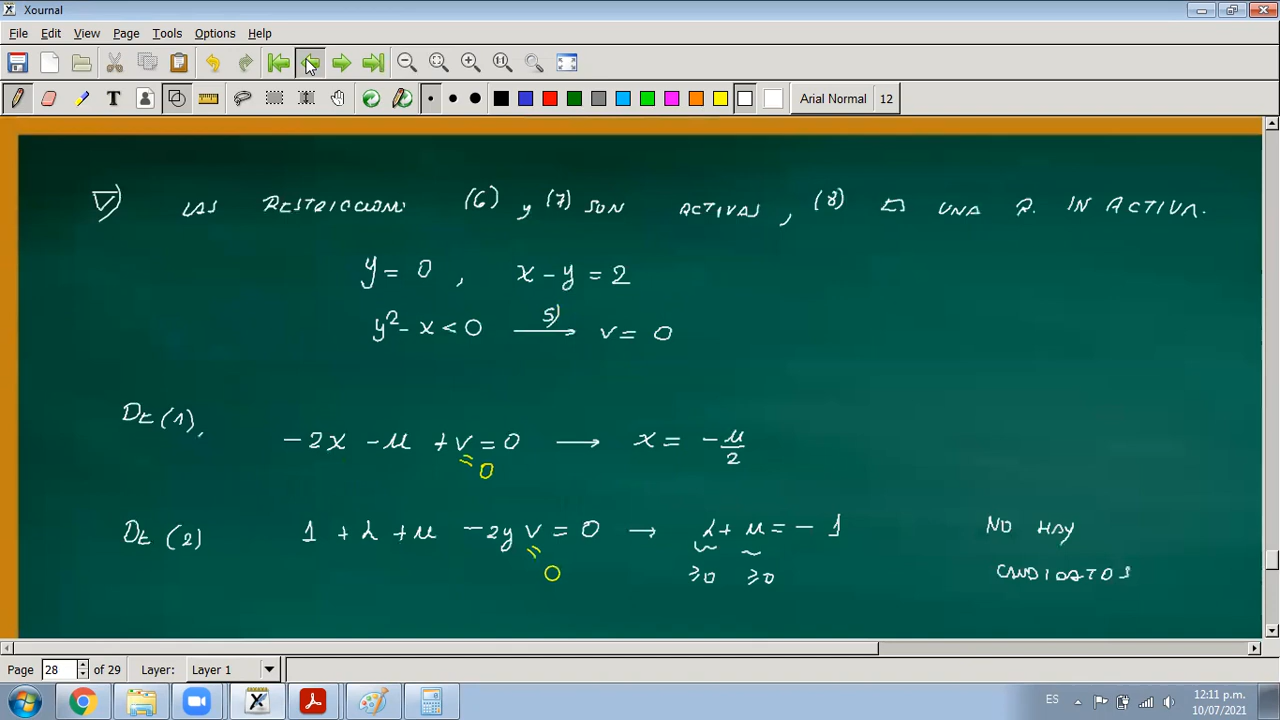 Xournal
File Edit View Page Tools Options Help
Arial Normal 12
V) LAS RESTRICCION (6) y (7) SON ACTIVAS, (8) ES UNA R. INACTIVA.
y = 0 , x - y = 2
y² - x < 0 5) → v = 0
DE (1), -2x - μ + v = 0 → x = -μ/2
= 0
DE (2) 1 + λ + μ - 2y v = 0 → λ + μ = -1 NO HAY
= 0 ≥0 ≥0 CANDIDATOS
Page 28 of 29 Layer: Layer 1
ES 12:11 p.m.
10/07/2021